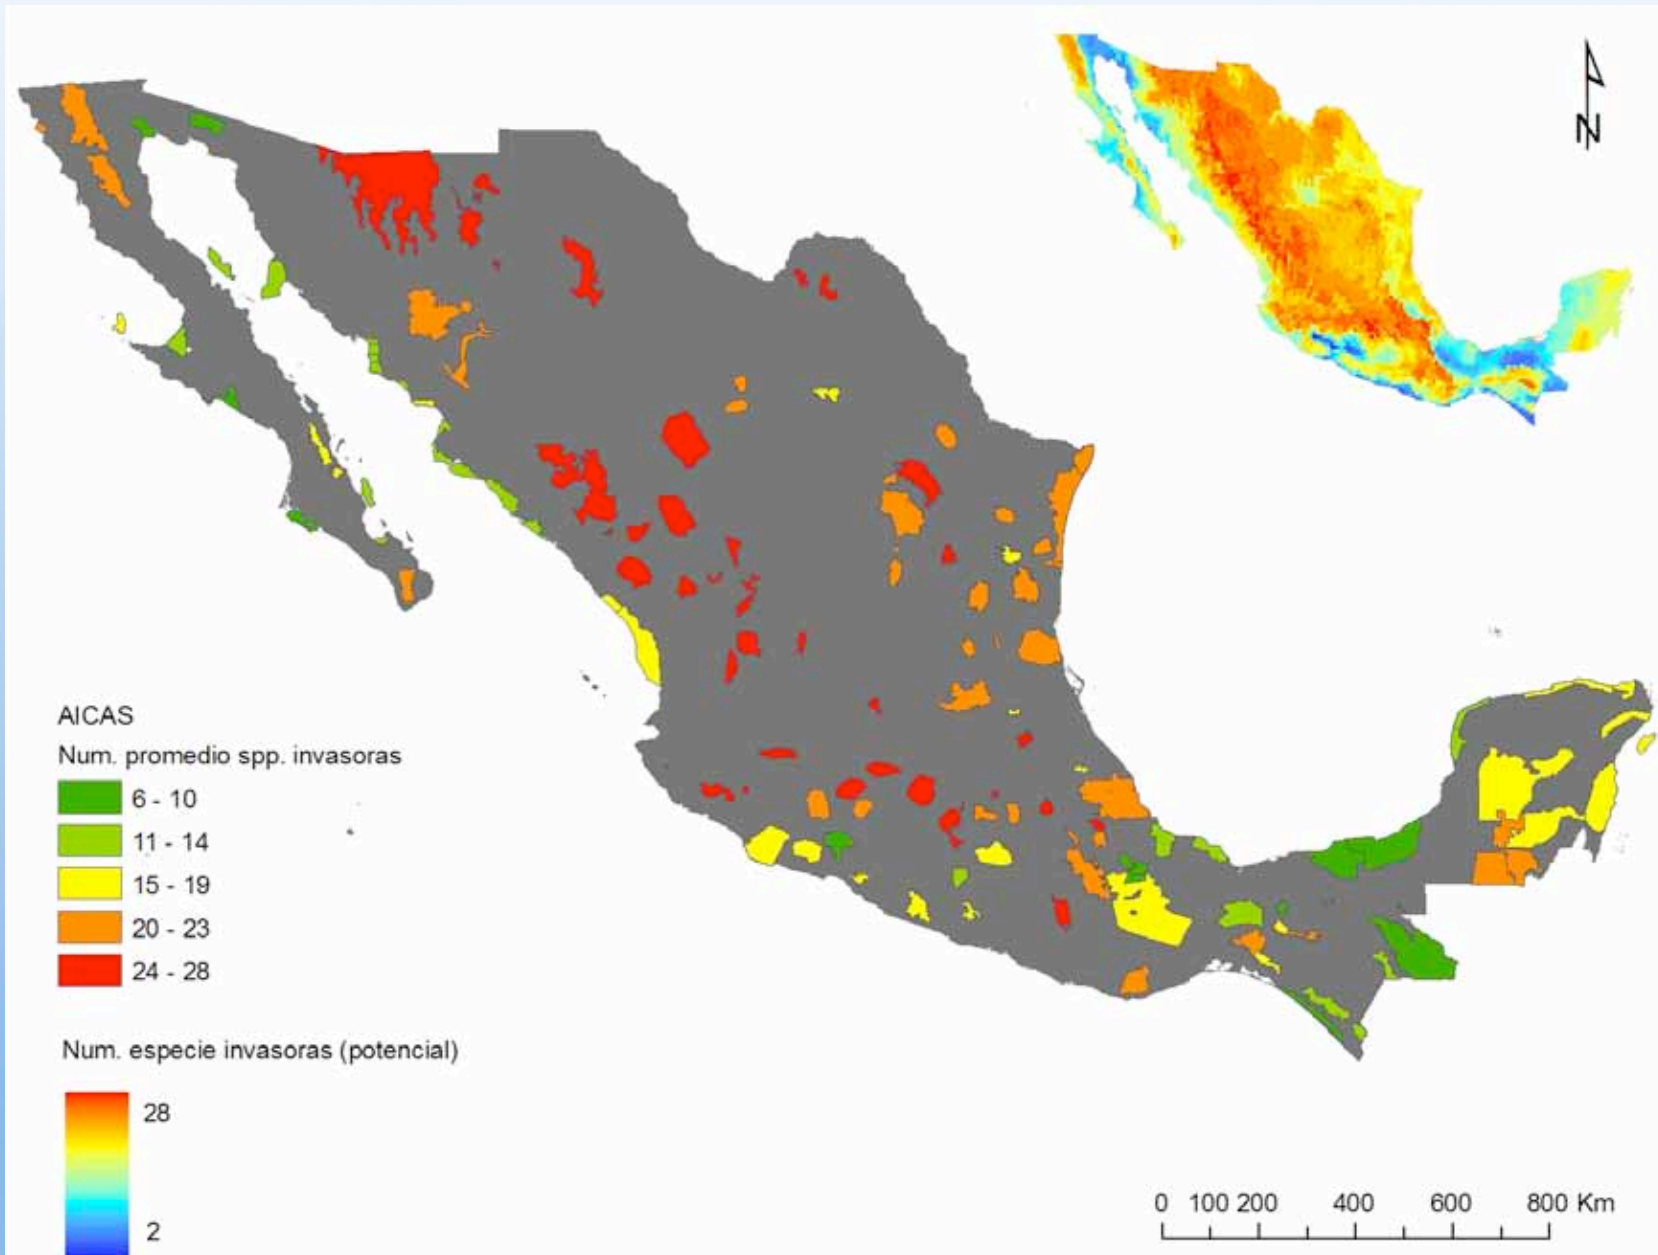 N
AICAS
Num. promedio spp. invasoras
6 - 10
11 - 14
15 - 19
20 - 23
24 - 28
Num. especie invasoras (potencial)
28
2
0 100 200 400 600 800 Km